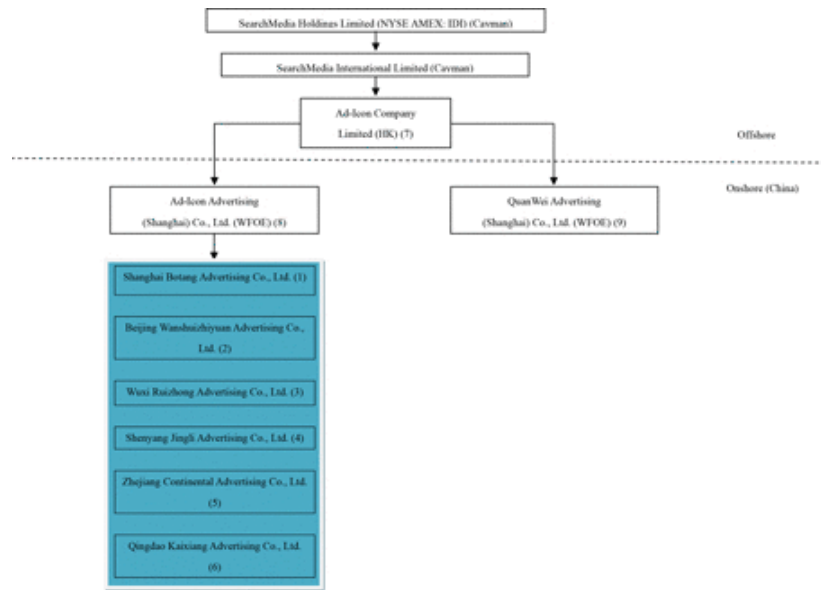 SearchMedia Holdings Limited (NYSE AMEX: IDI) (Cayman)
SearchMedia International Limited (Cayman)
Ad-Icon Company
Limited (HK) (7)
Offshore
Onshore (China)
Ad-Icon Advertising
(Shanghai) Co., Ltd. (WFOE) (8)
QuanWei Advertising
(Shanghai) Co., Ltd. (WFOE) (9)
Shanghai Botang Advertising Co., Ltd. (1)
Beijing Wanshuizhiyuan Advertising Co.,
Ltd. (2)
Wuxi Ruizhong Advertising Co., Ltd. (3)
Shenyang Jingli Advertising Co., Ltd. (4)
Zhejiang Continental Advertising Co., Ltd.
(5)
Qingdao Kaixiang Advertising Co., Ltd.
(6)